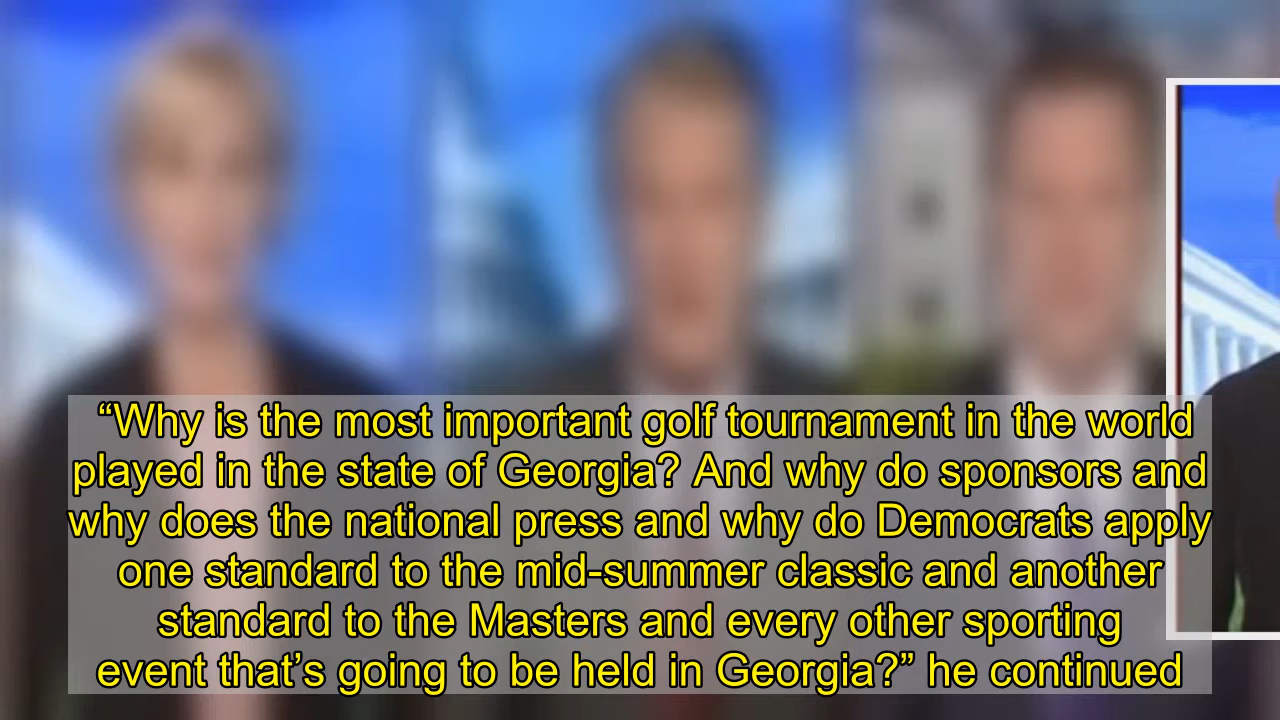 “Why is the most important golf tournament in the world
played in the state of Georgia? And why do sponsors and
why does the national press and why do Democrats apply
one standard to the mid-summer classic and another
standard to the Masters and every other sporting
event that’s going to be held in Georgia?” he continued